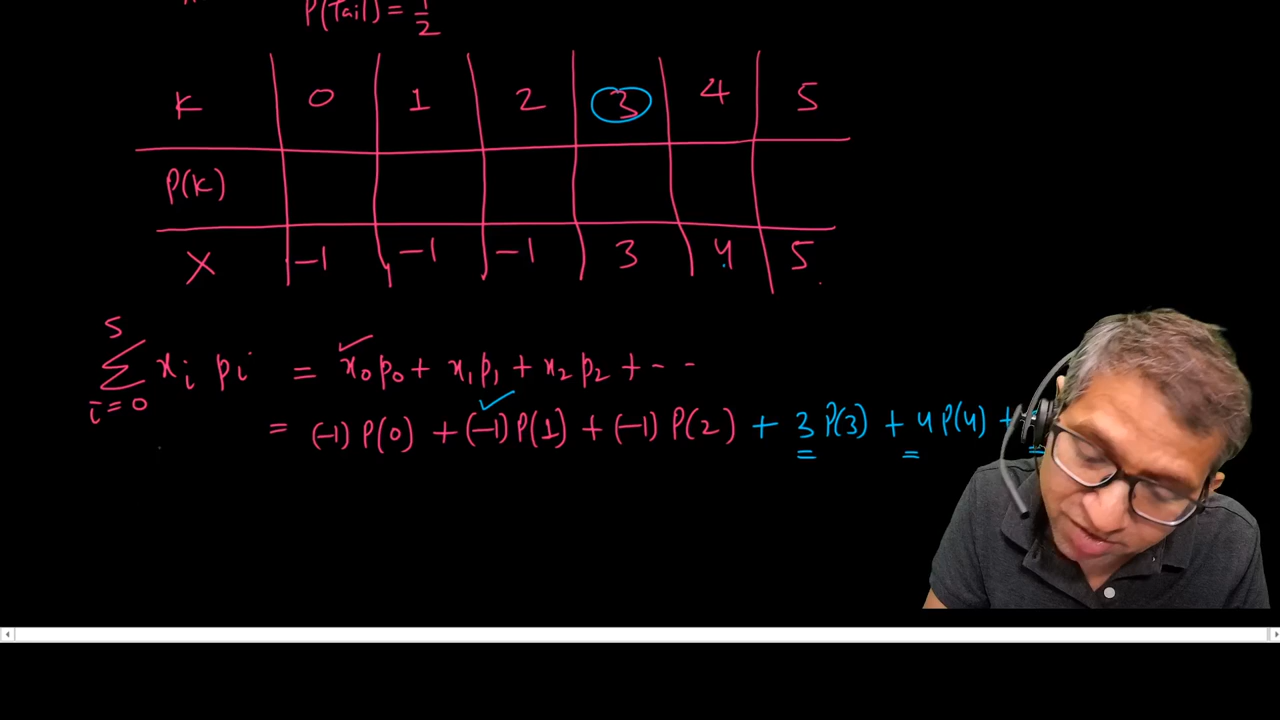 P(Tail) = 1/2
K 0 1 2 3 4 5
P(K)
X -1 -1 -1 3 4 5
5
∑ xᵢ pᵢ = x₀p₀ + x₁p₁ + x₂p₂ + - -
i=0
= (-1) P(0) + (-1) P(1) + (-1) P(2) + 3 P(3) + 4 P(4) +